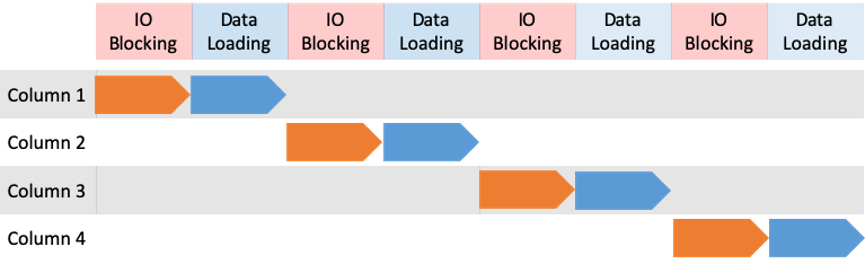 IO
Blocking
Data
Loading
IO
Blocking
Data
Loading
IO
Blocking
Data
Loading
IO
Blocking
Data
Loading
Column 1
Column 2
Column 3
Column 4